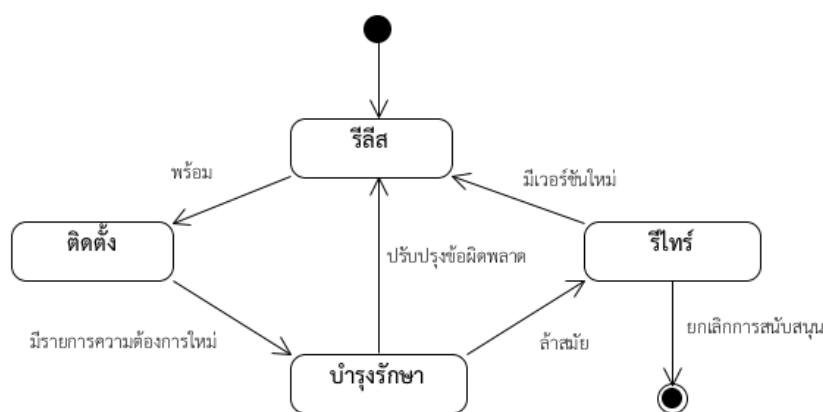 รีลีส
พร้อม
มีเวอร์ชันใหม่
ติดตั้ง
รีไทร์
ปรับปรุงข้อผิดพลาด
มีรายการความต้องการใหม่
ล้าสมัย
ยกเลิกการสนับสนุน
บำรุงรักษา